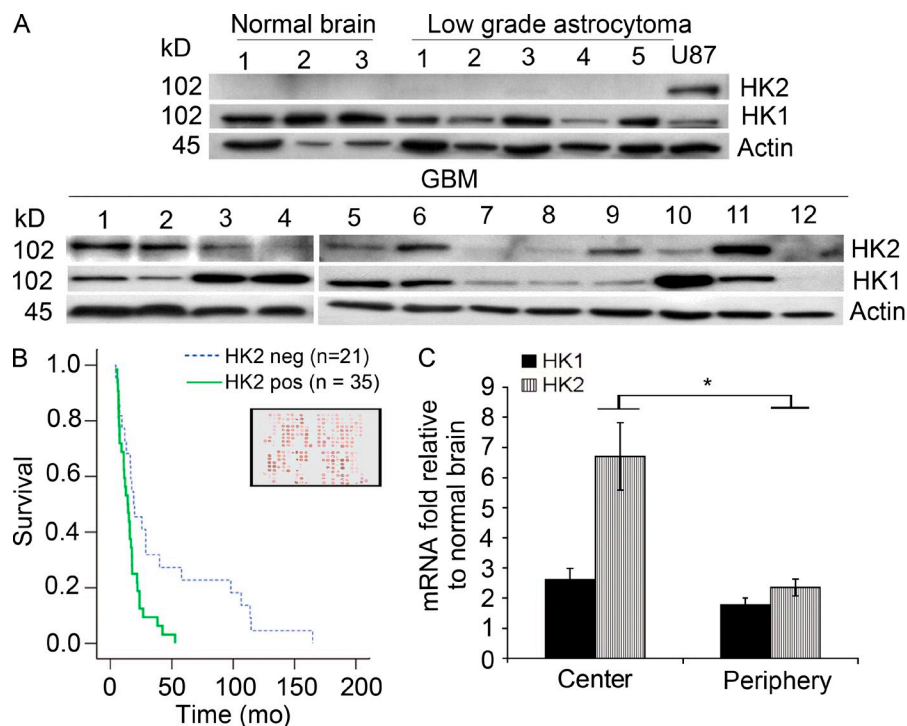 A
Normal brain Low grade astrocytoma
kD 1 2 3 1 2 3 4 5 U87
102 HK2
102 HK1
45 Actin
GBM
kD 1 2 3 4 5 6 7 8 9 10 11 12
102 HK2
102 HK1
45 Actin
B
HK2 neg (n=21)
HK2 pos (n = 35)
Survival
1.0
0.8
0.6
0.4
0.2
0.0
0 50 100 150 200
Time (mo)
C
HK1
HK2
*
mRNA fold relative
to normal brain
9
8
7
6
5
4
3
2
1
0
Center Periphery